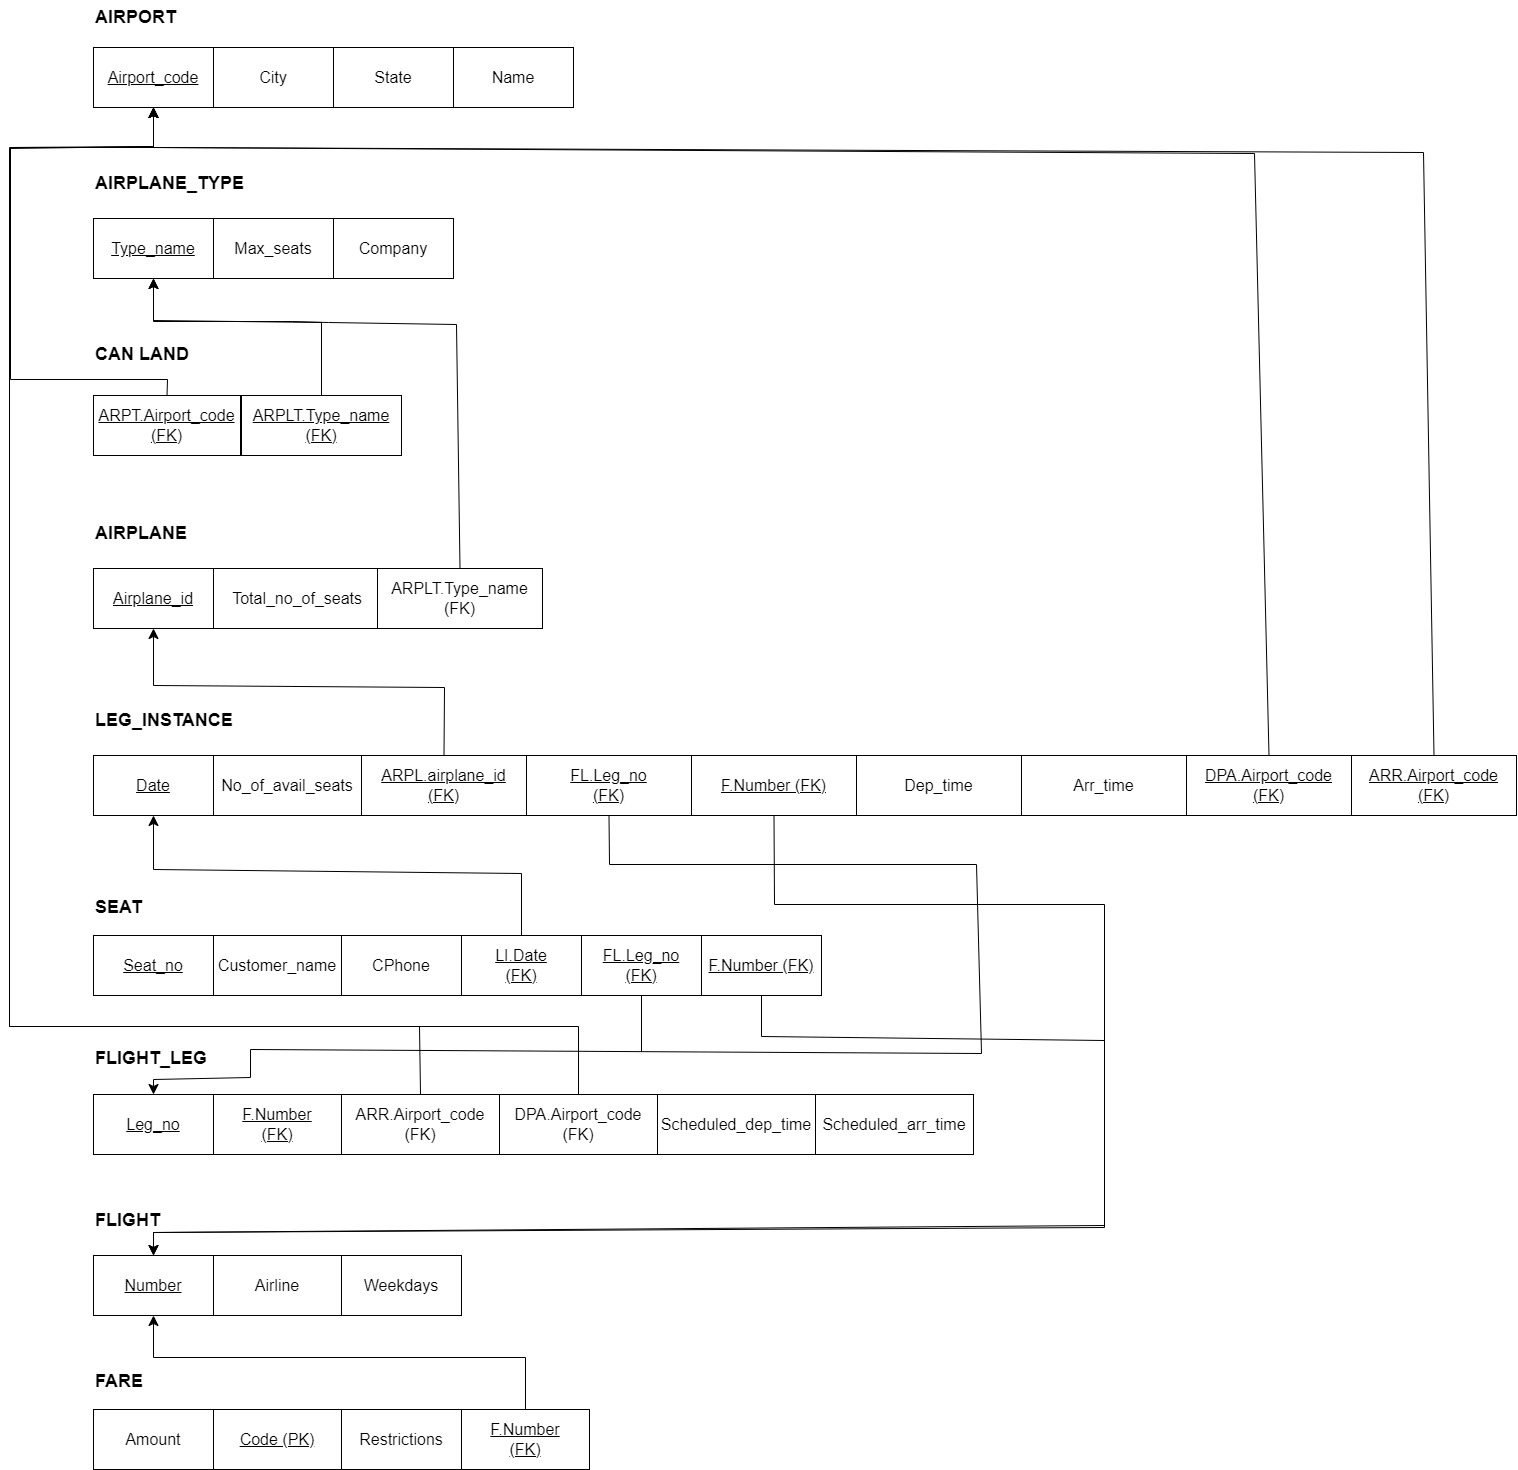 AIRPORT
Airport_code City State Name
AIRPLANE_TYPE
Type_name Max_seats Company
CAN LAND
ARPT.Airport_code ARPLT.Type_name
(FK) (FK)
AIRPLANE
Airplane_id Total_no_of_seats ARPLT.Type_name
(FK)
LEG_INSTANCE
Date No_of_avail_seats ARPL.airplane_id FL.Leg_no F.Number (FK) Dep_time Arr_time DPA.Airport_code ARR.Airport_code
(FK) (FK) (FK) (FK)
SEAT
Seat_no Customer_name CPhone LI.Date FL.Leg_no F.Number (FK)
(FK) (FK)
FLIGHT_LEG
Leg_no F.Number ARR.Airport_code DPA.Airport_code Scheduled_dep_time Scheduled_arr_time
(FK) (FK) (FK)
FLIGHT
Number Airline Weekdays
FARE
Amount Code (PK) Restrictions F.Number
(FK)